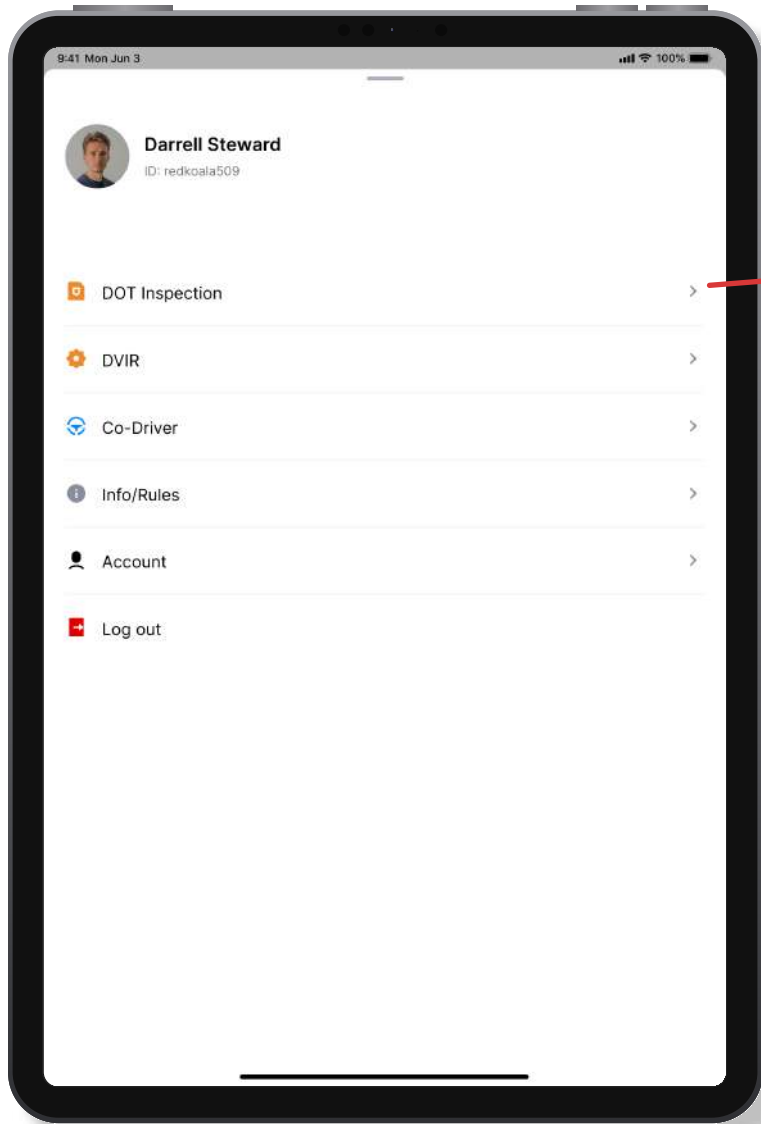 9:41 Mon Jun 3
100%
Darrell Steward
ID: redkoala509
DOT Inspection
DVIR
Co-Driver
Info/Rules
Account
Log out